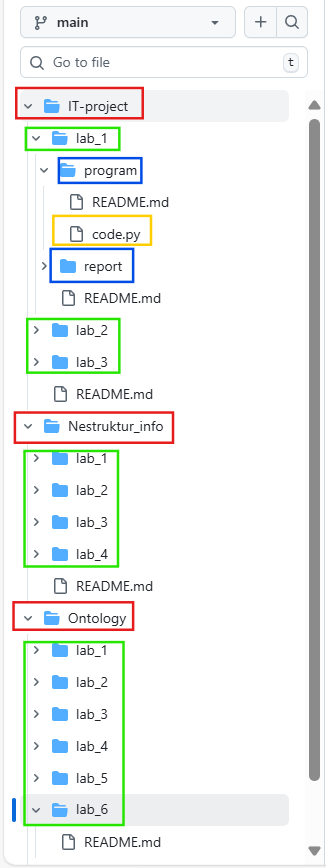 main
Go to file
t
IT-project
lab_1
program
README.md
code.py
report
README.md
lab_2
lab_3
README.md
Nestruktur_info
lab_1
lab_2
lab_3
lab_4
README.md
Ontology
lab_1
lab_2
lab_3
lab_4
lab_5
lab_6
README.md